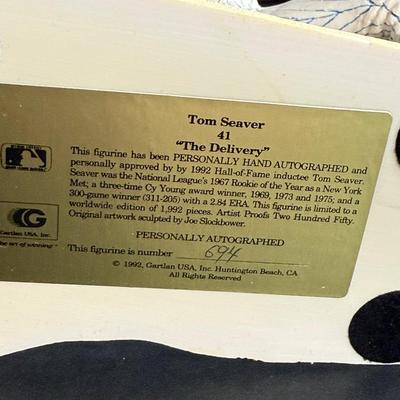 Tom Seaver
41
"The Delivery"
This figurine has been PERSONALLY HAND AUTOGRAPHED and
personally approved by by 1992 Hall-of-Fame inductee Tom Seaver.
Seaver was the National League's 1967 Rookie of the Year as a New York
Met; a three-time Cy Young award winner, 1969, 1973 and 1975; and a
300-game winner (311-205) with a 2.84 ERA. This figurine is limited to a
worldwide edition of 1,992 pieces. Artist Proofs Two Hundred Fifty.
Original artwork sculpted by Joe Slockbower.
PERSONALLY AUTOGRAPHED
This figurine is number 694
© 1992, Gartlan USA, Inc. Huntington Beach, CA
All Rights Reserved
G
Gartlan USA, Inc.
"the art of winning"